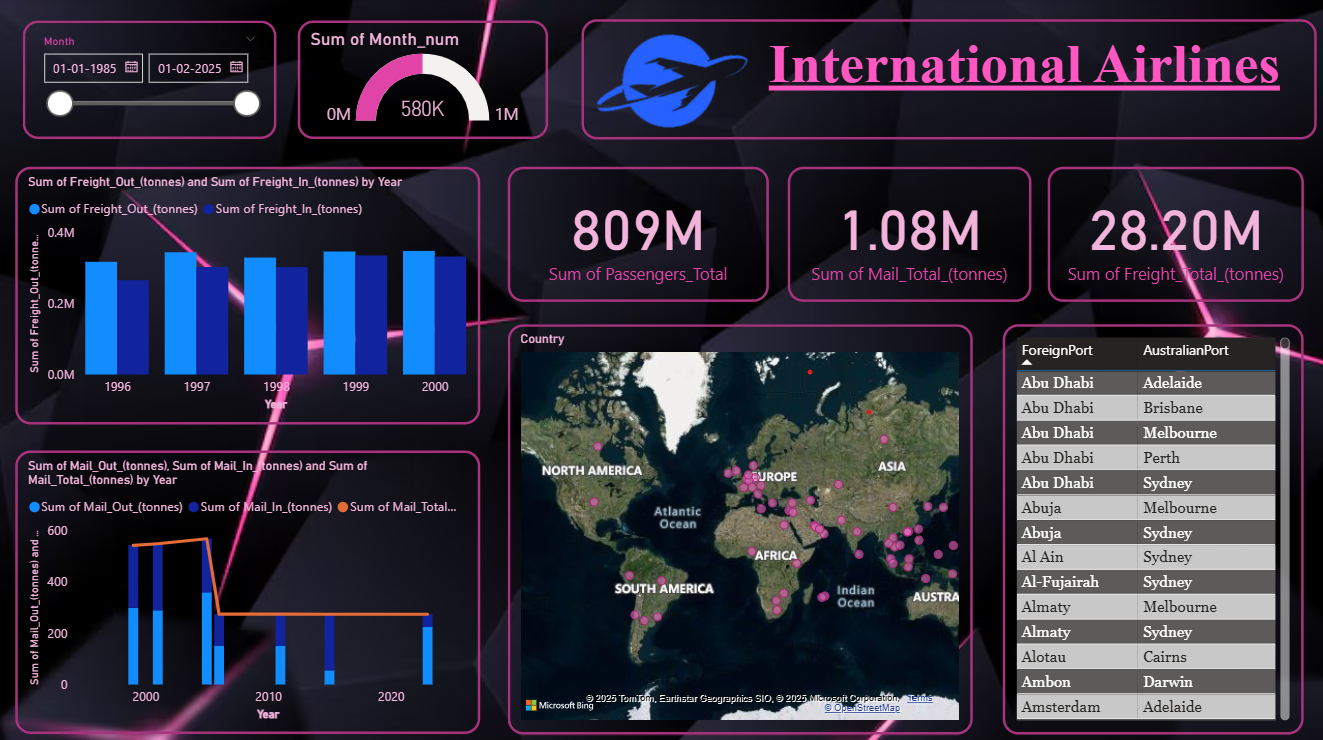 Month
01-01-1985
01-02-2025
Sum of Month_num
0M
580K
1M
International Airlines
Sum of Freight_Out_(tonnes) and Sum of Freight_In_(tonnes) by Year
Sum of Freight_Out_(tonnes) Sum of Freight_In_(tonnes)
Sum of Freight_Out_(tonne...
0.4M
0.2M
0.0M
1996 1997 1998 1999 2000
Year
809M
Sum of Passengers_Total
1.08M
Sum of Mail_Total_(tonnes)
28.20M
Sum of Freight_Total_(tonnes)
Sum of Mail_Out_(tonnes), Sum of Mail_In_(tonnes) and Sum of
Mail_Total_(tonnes) by Year
Sum of Mail_Out_(tonnes) Sum of Mail_In_(tonnes) Sum of Mail_Total...
Sum of Mail_Out_(tonnes) and ...
600
400
200
0
2000 2010 2020
Year
Country
NORTH AMERICA
EUROPE
ASIA
Atlantic
Ocean
AFRICA
SOUTH AMERICA
Indian
Ocean
AUSTRA
Microsoft Bing
© 2025 TomTom, Earthstar Geographics SIO, © 2025 Microsoft Corporation, Terms
© OpenStreetMap
ForeignPort AustralianPort
Abu Dhabi Adelaide
Abu Dhabi Brisbane
Abu Dhabi Melbourne
Abu Dhabi Perth
Abu Dhabi Sydney
Abuja Melbourne
Abuja Sydney
Al Ain Sydney
Al-Fujairah Sydney
Almaty Melbourne
Almaty Sydney
Alotau Cairns
Ambon Darwin
Amsterdam Adelaide